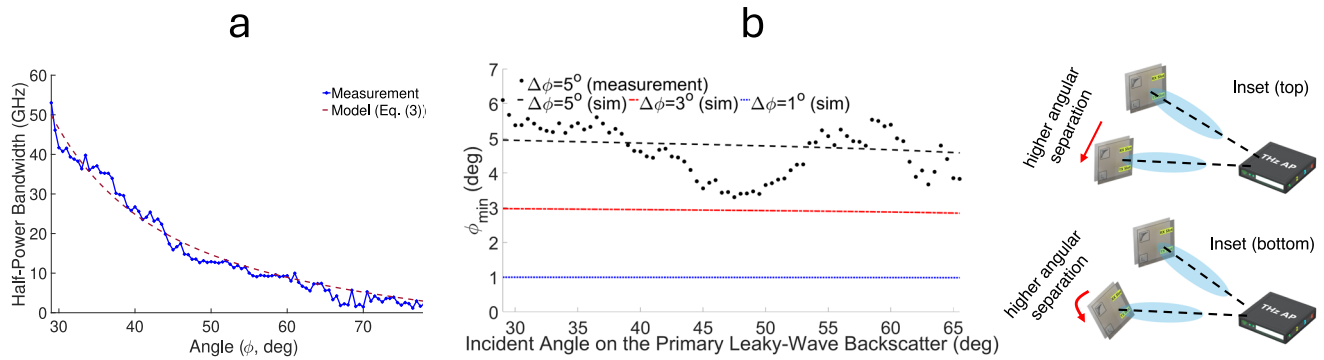 a
b
60
50
40
30
20
10
0
Half-Power Bandwidth (GHz)
Measurement
Model (Eq. (3))
30
40
50
60
70
Angle (ϕ, deg)
7
6
5
4
3
2
1
0
ϕmin (deg)
Δϕ=5° (measurement)
Δϕ=5° (sim) Δϕ=3° (sim) Δϕ=1° (sim)
30
35
40
45
50
55
60
65
Incident Angle on the Primary Leaky-Wave Backscatter (deg)
Inset (top)
higher angular
separation
THz AP
Inset (bottom)
higher angular
separation
THz AP